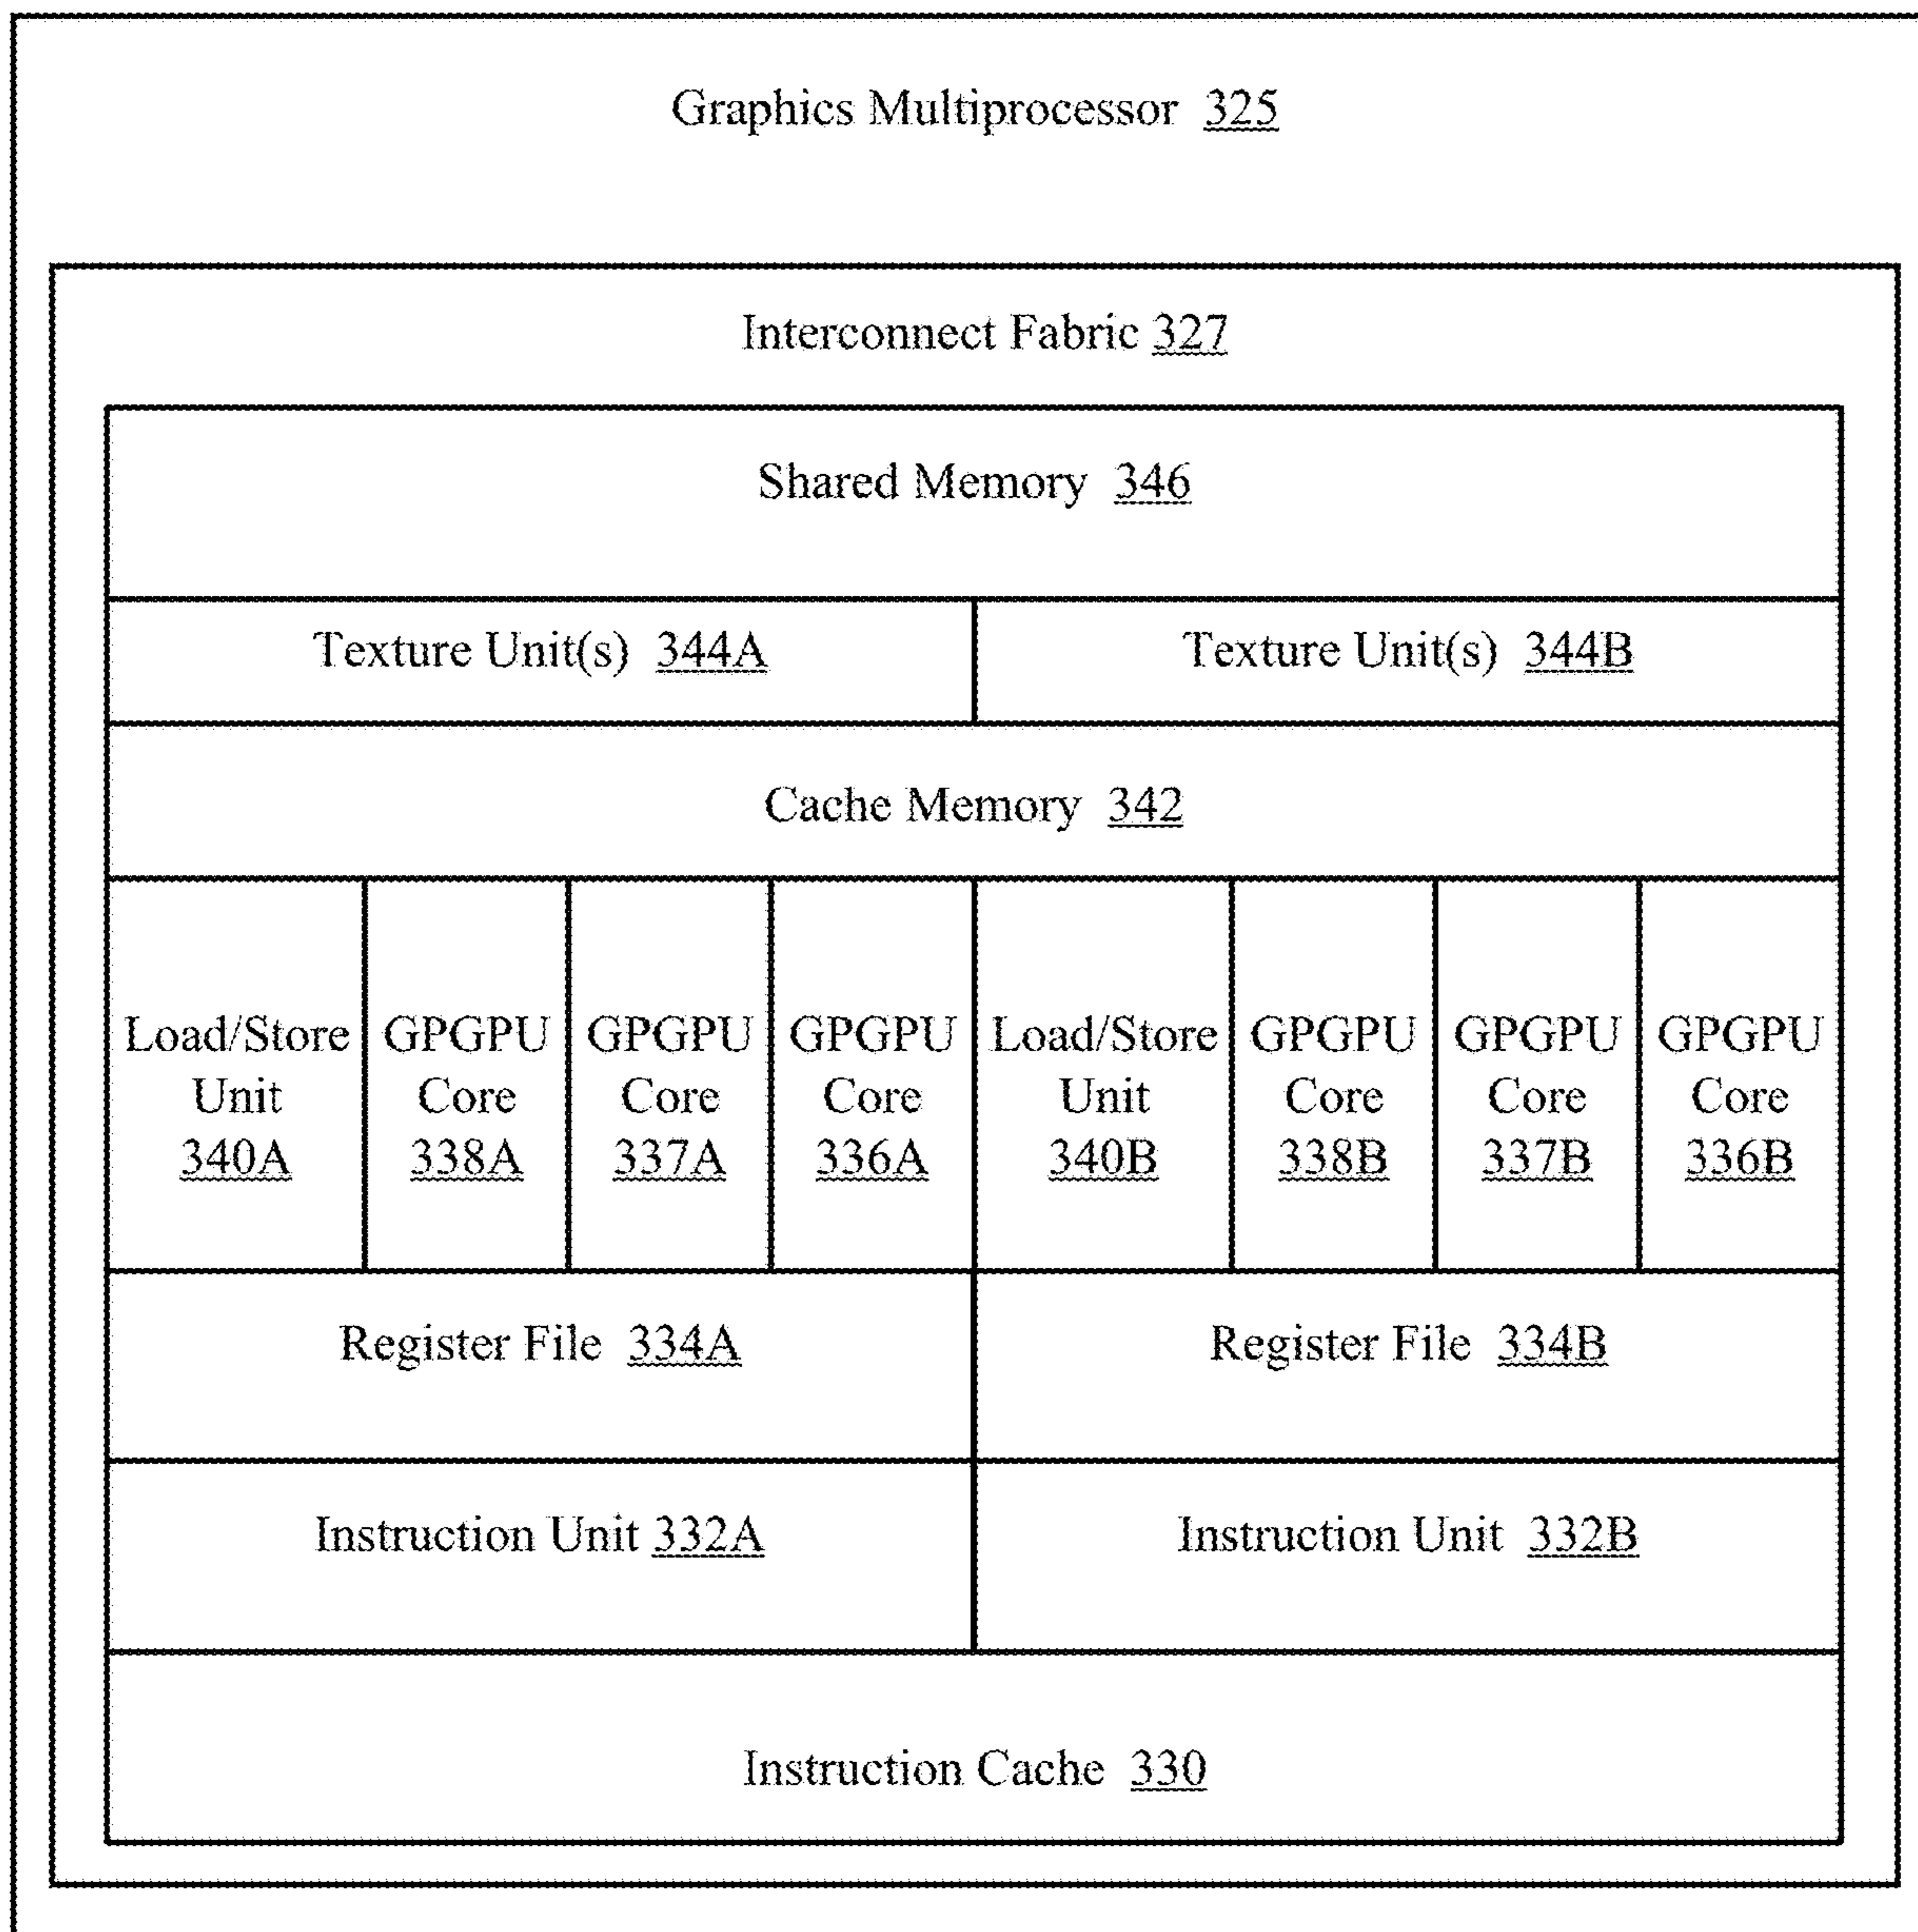 Graphics Multiprocessor 325
Interconnect Fabric 327
Shared Memory 346
Texture Unit(s) 344A
Texture Unit(s) 344B
Cache Memory 342
Load/Store
Unit
340A
GPGPU
Core
338A
GPGPU
Core
337A
GPGPU
Core
336A
Load/Store
Unit
340B
GPGPU
Core
338B
GPGPU
Core
337B
GPGPU
Core
336B
Register File 334A
Register File 334B
Instruction Unit 332A
Instruction Unit 332B
Instruction Cache 330